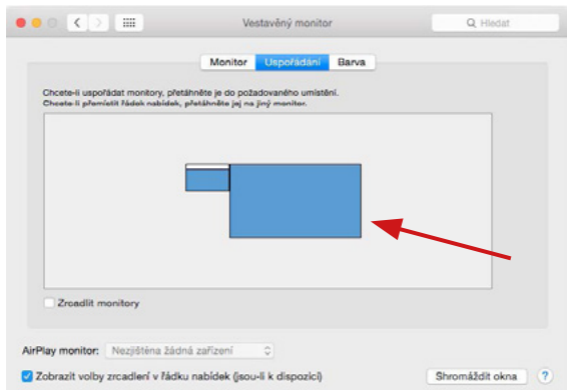 Vestavěný monitor
Hledat
Monitor Uspořádání Barva
Chcete-li uspořádat monitory, přetáhněte je do požadovaného umístění.
Chcete-li přemístit řádek nabídek, přetáhněte jej na jiný monitor.
Zrcadlit monitory
AirPlay monitor: Nezjištěna žádná zařízení
Zobrazit volby zrcadlení v řádku nabídek (jsou-li k dispozici)
Shromáždit okna ?